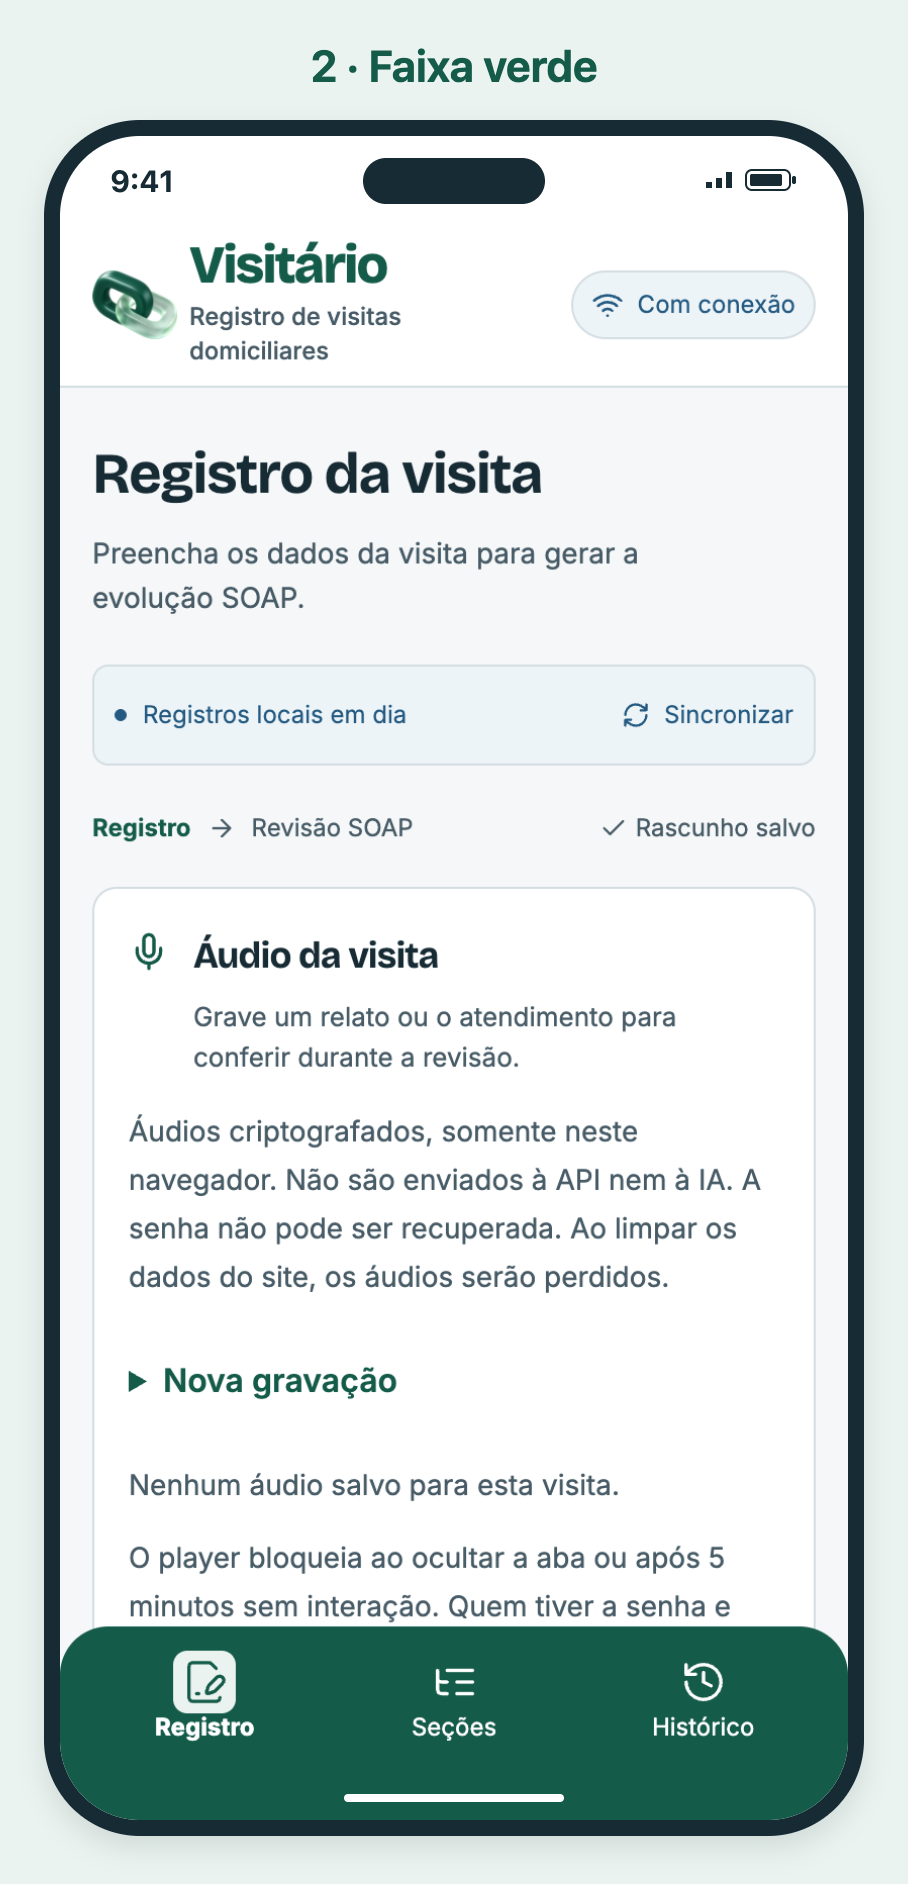 2 · Faixa verde
9:41
Visitário
Registro de visitas
domiciliares
Com conexão
Registro da visita
Preencha os dados da visita para gerar a
evolução SOAP.
Registros locais em dia
Sincronizar
Registro → Revisão SOAP
Rascunho salvo
Áudio da visita
Grave um relato ou o atendimento para
conferir durante a revisão.
Áudios criptografados, somente neste
navegador. Não são enviados à API nem à IA. A
senha não pode ser recuperada. Ao limpar os
dados do site, os áudios serão perdidos.
Nova gravação
Nenhum áudio salvo para esta visita.
O player bloqueia ao ocultar a aba ou após 5
minutos sem interação. Quem tiver a senha e
Registro
Seções
Histórico